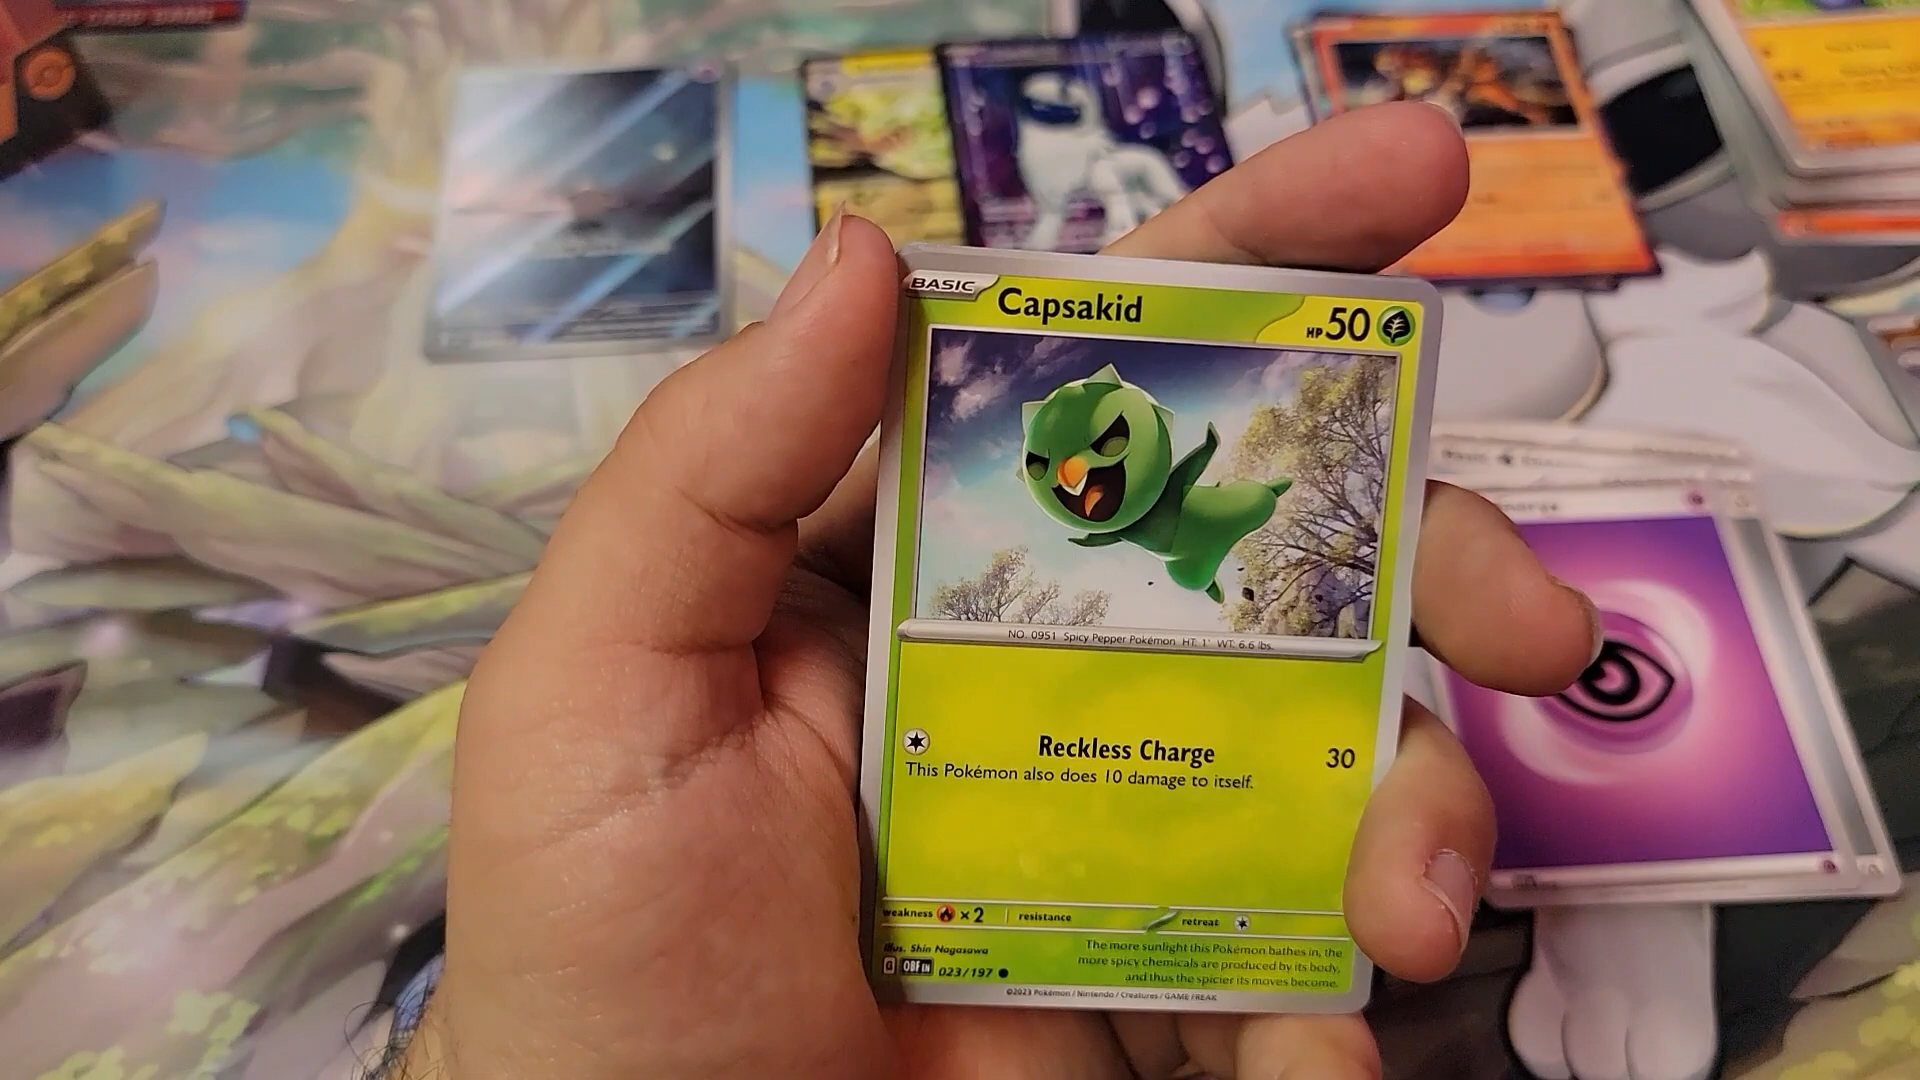 BASIC
Capsakid
HP 50
NO. 0951 Spicy Pepper Pokémon HT: 1' WT: 6.6 lbs.
Reckless Charge 30
This Pokémon also does 10 damage to itself.
weakness ×2 resistance retreat
Illus. Shin Nagasawa
G OBF EN 023/197
The more sunlight this Pokémon bathes in, the
more spicy chemicals are produced by its body,
and thus the spicier its moves become.
©2023 Pokémon / Nintendo / Creatures / GAME FREAK